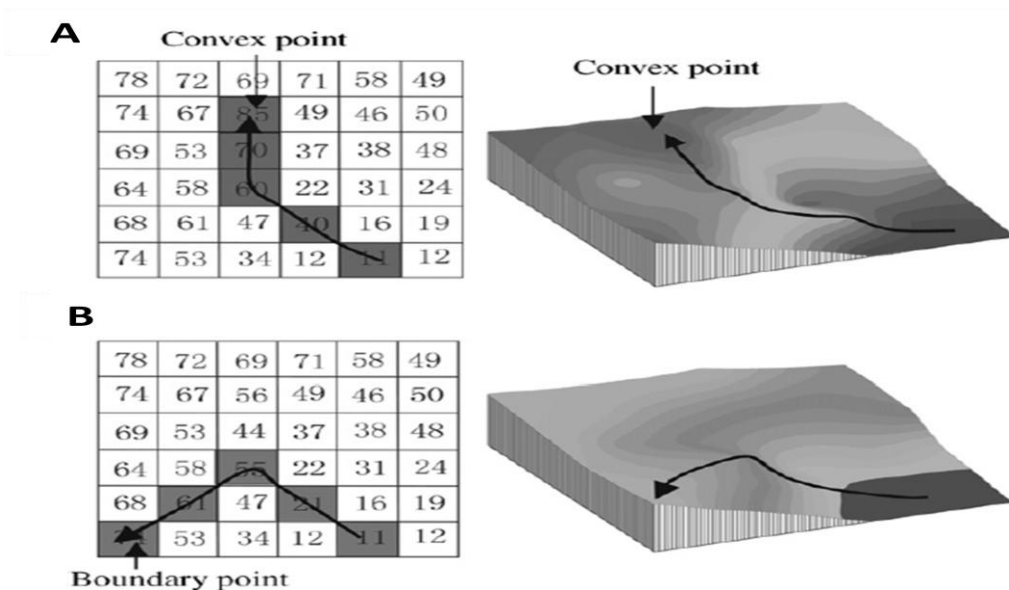 A
Convex point
78 72 69 71 58 49
74 67 85 49 46 50
69 53 70 37 38 48
64 58 60 22 31 24
68 61 47 40 16 19
74 53 34 12 11 12
Convex point
B
78 72 69 71 58 49
74 67 56 49 46 50
69 53 44 37 38 48
64 58 55 22 31 24
68 61 47 21 16 19
74 53 34 12 11 12
Boundary point